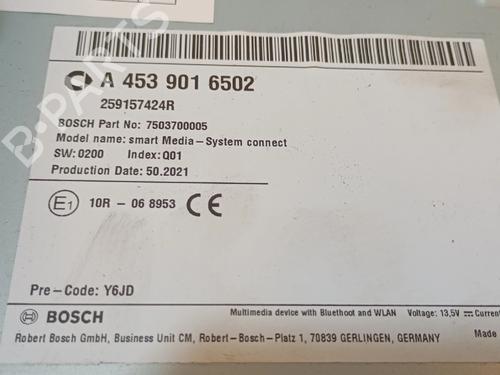 A 453 901 6502
259157424R
BOSCH Part No: 7503700005
Model name: smart Media-System connect
SW: 0200 Index: Q01
Production Date: 50.2021
E1 10R - 06 8953 CE
Pre-Code: Y6JD
Multimedia device with Bluethoot and WLAN Voltage: 13,5V Current
BOSCH
Robert Bosch GmbH, Business Unit CM, Robert-Bosch-Platz 1, 70839 GERLINGEN, GERMANY Made
B-PARTS